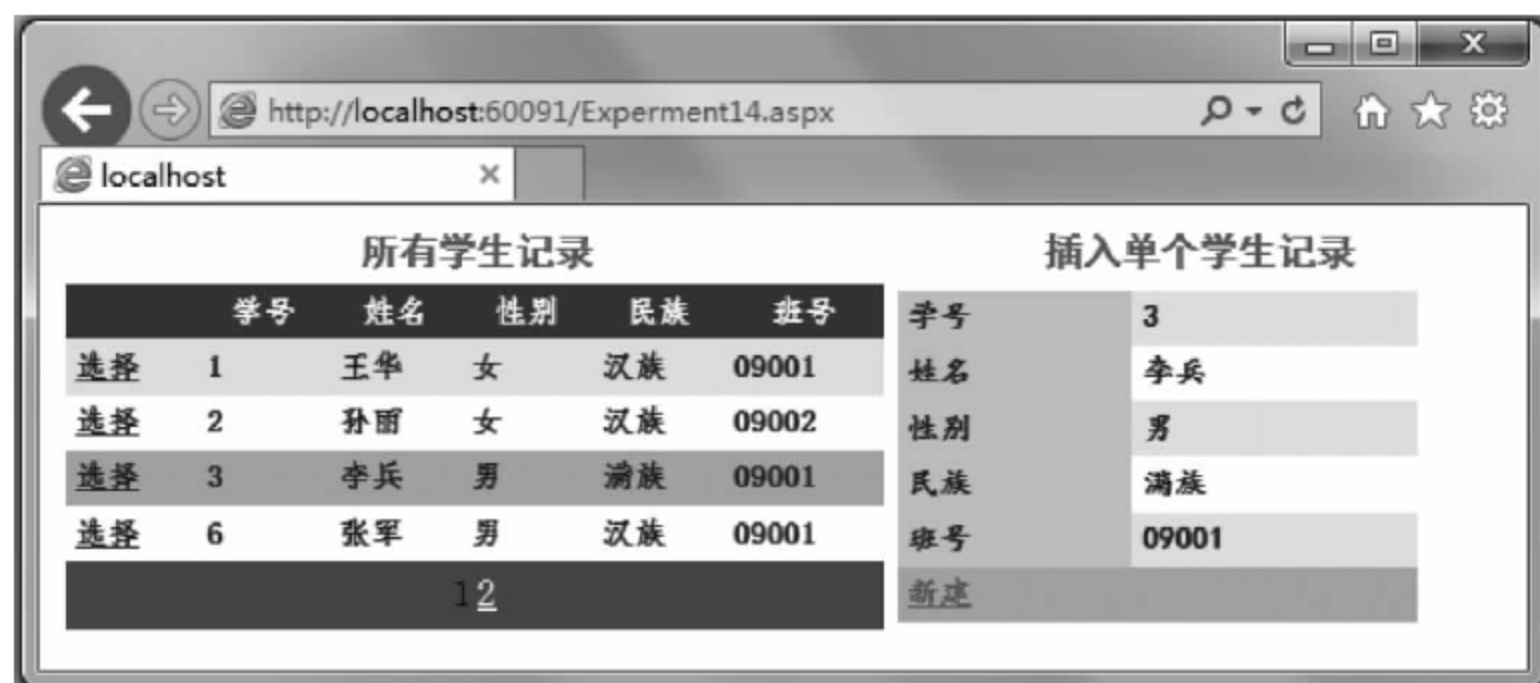 http://localhost:60091/Experment14.aspx
localhost
所有学生记录
学号 姓名 性别 民族 班号
选择 1 王华 女 汉族 09001
选择 2 孙丽 女 汉族 09002
选择 3 李兵 男 满族 09001
选择 6 张军 男 汉族 09001
1 2
插入单个学生记录
学号 3
姓名 李兵
性别 男
民族 满族
班号 09001
新建